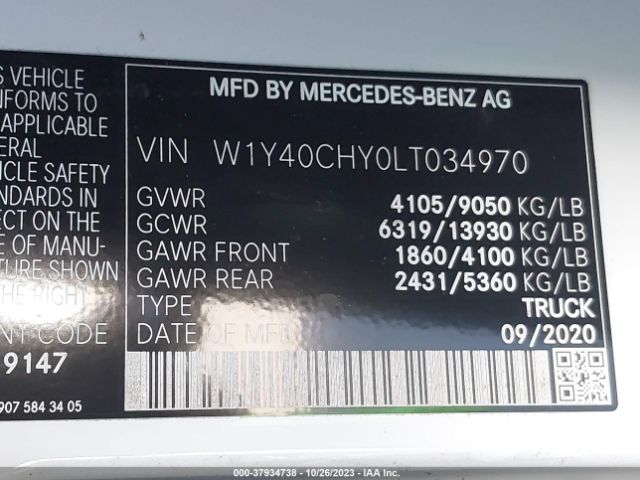 S VEHICLE
NFORMS TO
APPLICABLE
ERAL
VEHICLE SAFETY
NDARDS IN
ECT ON THE
E OF MANU-
TURE SHOWN
THE RIGHT
NT CODE
9147
907 584 34 05
MFD BY MERCEDES-BENZ AG
VIN W1Y40CHY0LT034970
GVWR 4105/9050 KG/LB
GCWR 6319/13930 KG/LB
GAWR FRONT 1860/4100 KG/LB
GAWR REAR 2431/5360 KG/LB
TYPE TRUCK
DATE OF MFD 09/2020
000-37934738 - 10/26/2023 - IAA Inc.